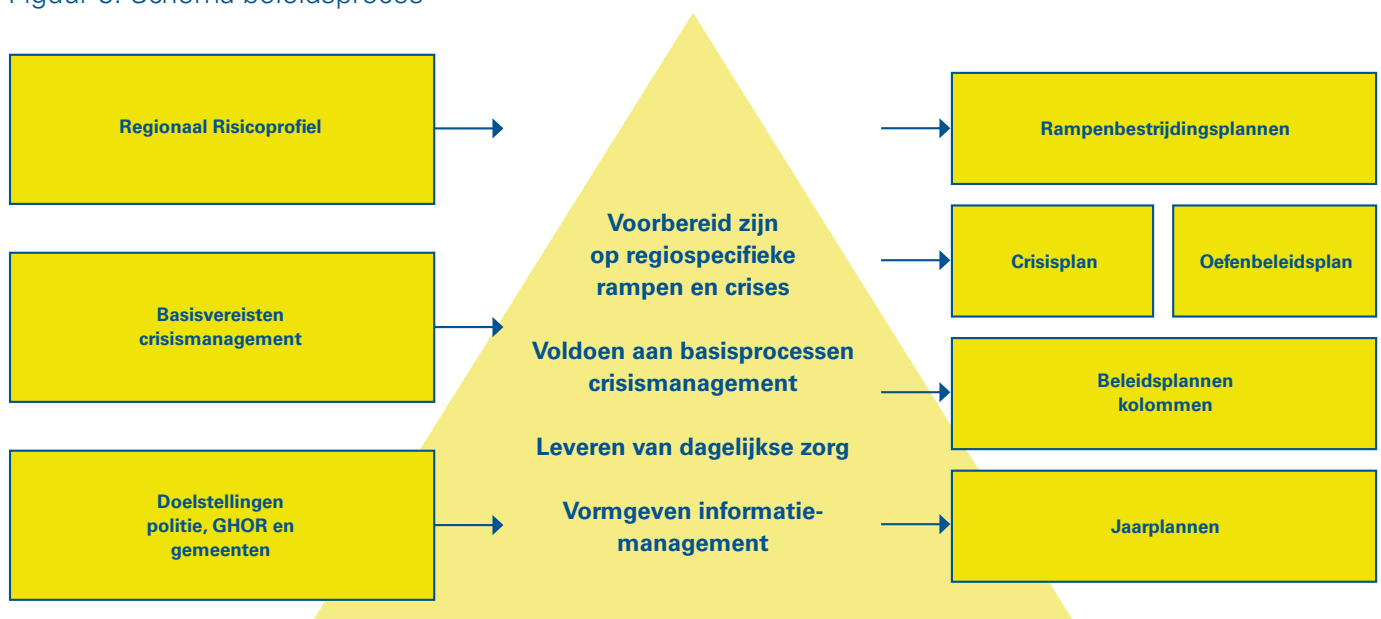 Regionaal Risicoprofiel
Basisvereisten
crisismanagement
Doelstellingen
politie, GHOR en
gemeenten
Voorbereid zijn
op regiospecifieke
rampen en crises
Voldoen aan basisprocessen
crisismanagement
Leveren van dagelijkse zorg
Vormgeven informatie-
management
Rampenbestrijdingsplannen
Crisisplan
Oefenbeleidsplan
Beleidsplannen
kolommen
Jaarplannen